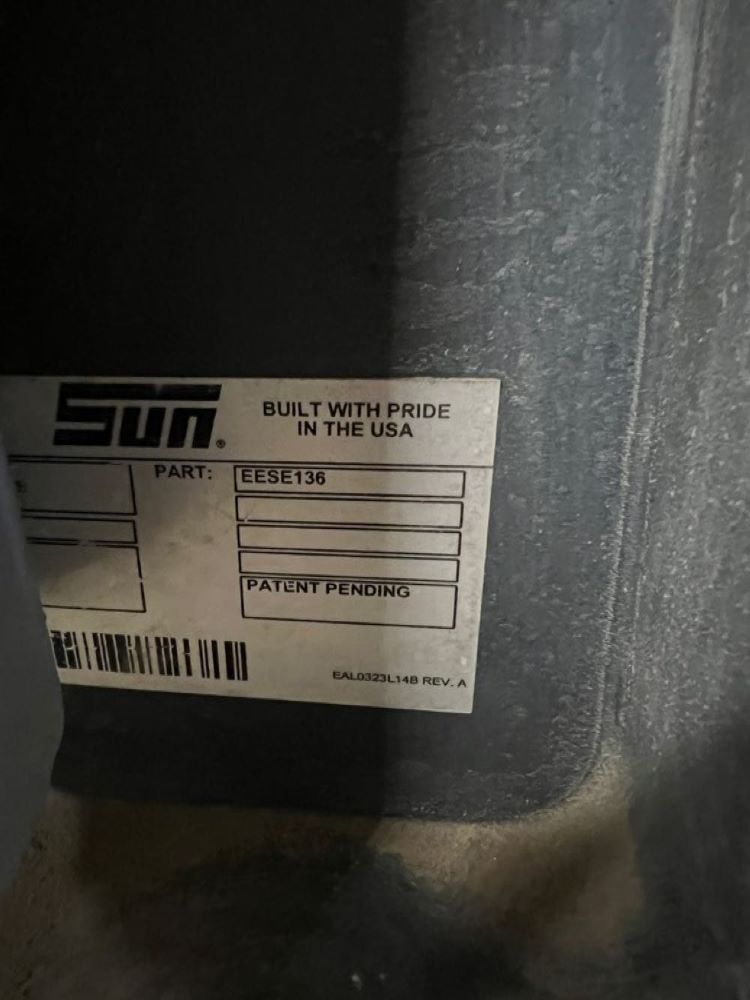 Sun®
BUILT WITH PRIDE
IN THE USA
PART: EESE136
PATENT PENDING
EAL0323L14B REV. A